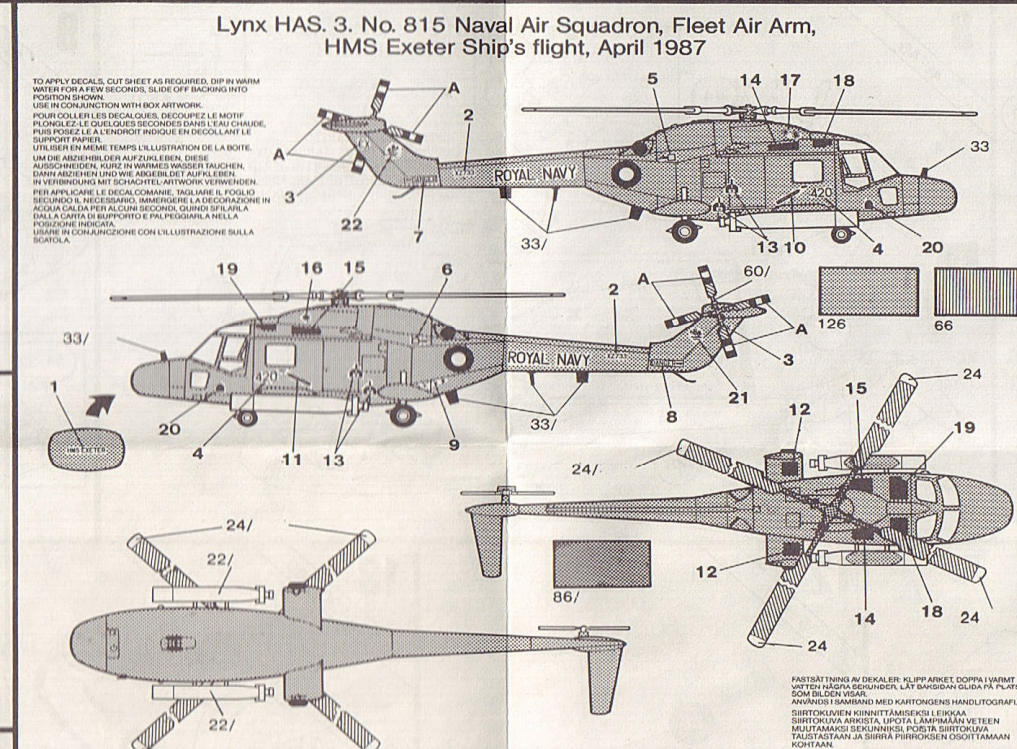 Lynx HAS. 3. No. 815 Naval Air Squadron, Fleet Air Arm,
HMS Exeter Ship's flight, April 1987
TO APPLY DECALS, CUT SHEET AS REQUIRED, DIP IN WARM
WATER FOR A FEW SECONDS, SLIDE OFF BACKING INTO
POSITION SHOWN.
USE IN CONJUNCTION WITH BOX ARTWORK.
POUR COLLER LES DECALQUES, DECOUPEZ LE MOTIF
PLONGLEZ-LE QUELQUES SECONDES DANS L'EAU CHAUDE,
PUIS POSEZ LE A L'ENDROIT INDIQUE EN DECOLLANT LE
SUPPORT PAPIER.
UTILISER EN MEME TEMPS L'ILLUSTRATION DE LA BOITE.
UM DIE ABZIEHBILDER AUFZUKLEBEN, DIESE
AUSSCHNEIDEN, KURZ IN WARMES WASSER TAUCHEN,
DANN ABZIEHEN UND WIE ABGEBILDET AUFKLEBEN.
IN VERBINDUNG MIT SCHACHTEL-ARTWORK VERWENDEN.
PER APPLICARE LE DECALCOMANIE, TAGLIARE IL FOGLIO
SECUNDO IL NECESSARIO, IMMERGERE LA DECORAZIONE IN
ACQUA CALDA PER ALCUNI SECONDI, QUINDI SFILARLA
DALLA CARTA DI BUPPORTO E PALPEGGIARLA NELLA
POSIZIONE INDICATA.
USARE IN CONJUNCZIONE CON L'ILLUSTRAZIONE SULLA
SCATOLA.
A
2
5
14
17
18
33
A
3
22
7
ROYAL NAVY
33/
13
10
420
4
20
19
16
15
6
2
A
60/
126
66
33/
A
3
ROYAL NAVY
1
HMS EXETER
20
420
4
11
13
9
33/
8
21
24
15
12
19
24/
24/
22/
86/
12
14
18
24
24
22/
FASTSÄTTNING AV DEKALER: KLIPP ARKET, DOPPA I VARMT
VATTEN NÅGRA SEKUNDER, LÅT BAKSIDAN GLIDA PÅ PLATS
SOM BILDEN VISAR.
ANVÄNDS I SAMBAND MED KARTONGENS HANDLITOGRAFI.
SIIRTOKUVIEN KIINNITTÄMISEKSI LEIKKAA
SIIRTOKUVA ARKISTA, UPOTA LÄMPIMÄÄN VETEEN
MUUTAMAKSI SEKUNNIKSI, POISTA SIIRTOKUVA
TAUSTASTAAN JA SIIRRÄ PIIRROKSEN OSOITTAMAAN
KOHTAAN.